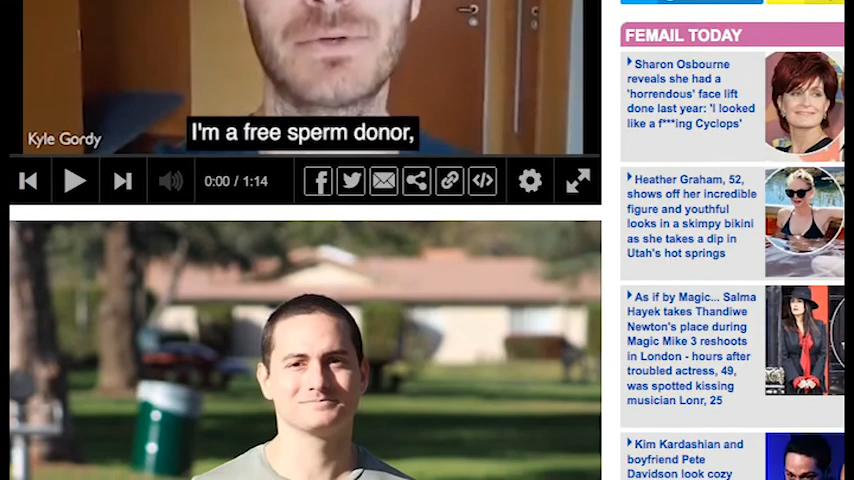 I'm a free sperm donor,
Kyle Gordy
0:00 / 1:14
FEMAIL TODAY
Sharon Osbourne
reveals she had a
'horrendous' face lift
done last year: 'I looked
like a f***ing Cyclops'
Heather Graham, 52,
shows off her incredible
figure and youthful
looks in a skimpy bikini
as she takes a dip in
Utah's hot springs
As if by Magic... Salma
Hayek takes Thandiwe
Newton's place during
Magic Mike 3 reshoots
in London - hours after
troubled actress, 49,
was spotted kissing
musician Lonr, 25
Kim Kardashian and
boyfriend Pete
Davidson look cozy